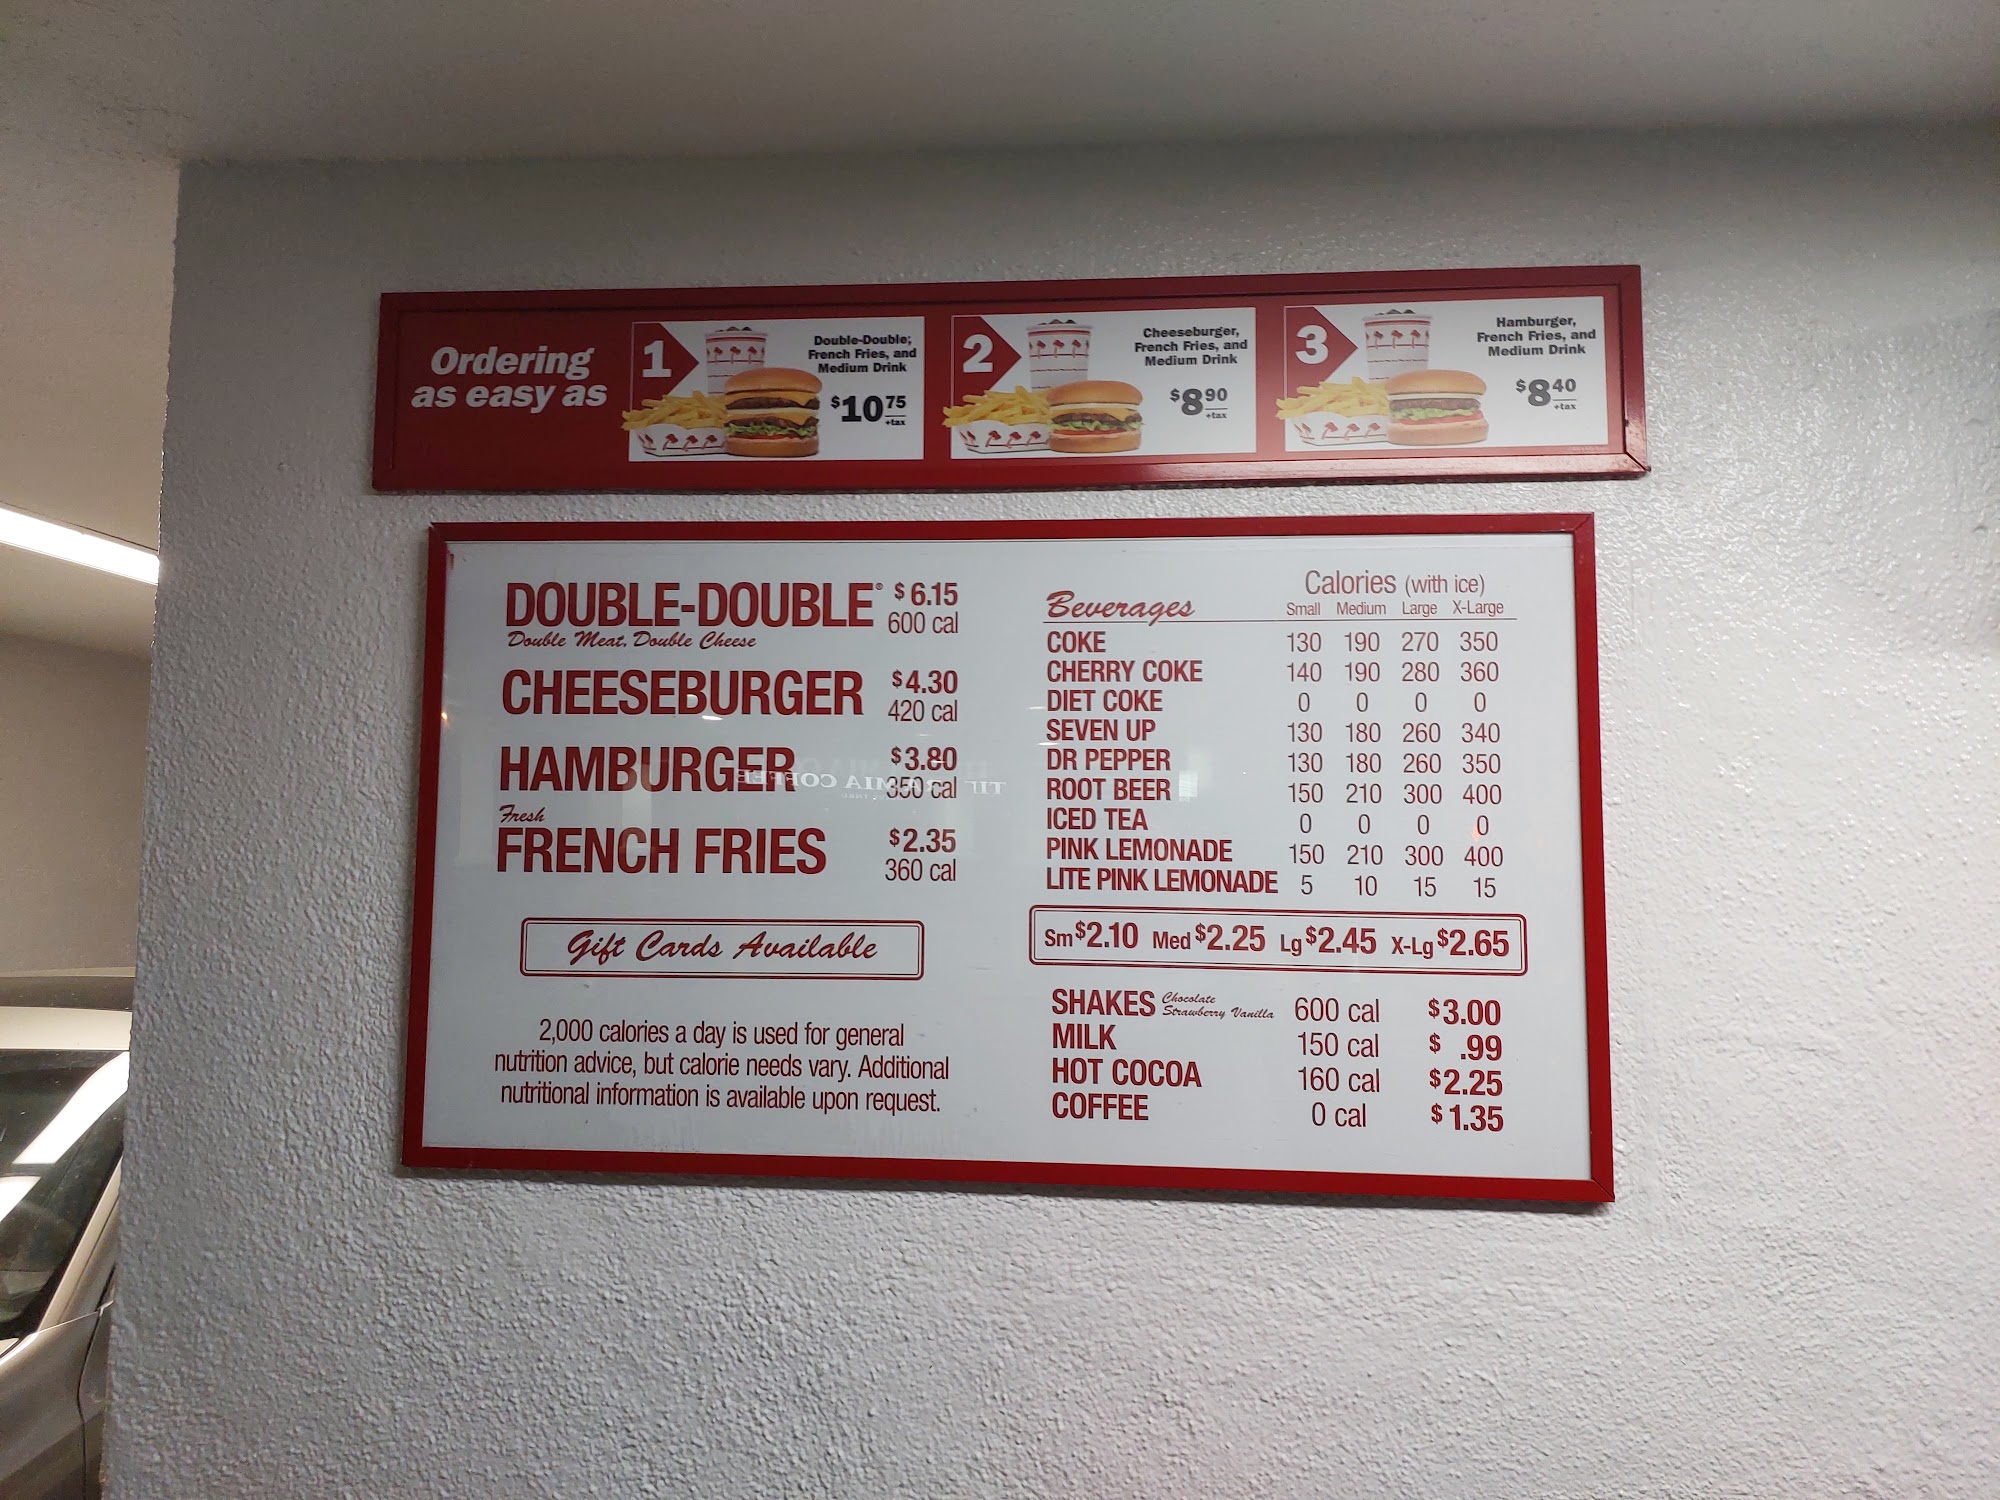 Ordering
as easy as
1
Double-Double,
French Fries, and
Medium Drink
$10 75
+tax
2
Cheeseburger,
French Fries, and
Medium Drink
$8 90
+tax
3
Hamburger,
French Fries, and
Medium Drink
$8 40
+tax
DOUBLE-DOUBLE® $6.15
Double Meat, Double Cheese 600 cal
CHEESEBURGER $4.30
420 cal
HAMBURGER $3.80
350 cal
Fresh
FRENCH FRIES $2.35
360 cal
Gift Cards Available
2,000 calories a day is used for general
nutrition advice, but calorie needs vary. Additional
nutritional information is available upon request.
Calories (with ice)
Beverages Small Medium Large X-Large
COKE 130 190 270 350
CHERRY COKE 140 190 280 360
DIET COKE 0 0 0 0
SEVEN UP 130 180 260 340
DR PEPPER 130 180 260 350
ROOT BEER 150 210 300 400
ICED TEA 0 0 0 0
PINK LEMONADE 150 210 300 400
LITE PINK LEMONADE 5 10 15 15
Sm $2.10 Med $2.25 Lg $2.45 X-Lg $2.65
SHAKES Chocolate Strawberry Vanilla 600 cal $3.00
MILK 150 cal $ .99
HOT COCOA 160 cal $2.25
COFFEE 0 cal $1.35